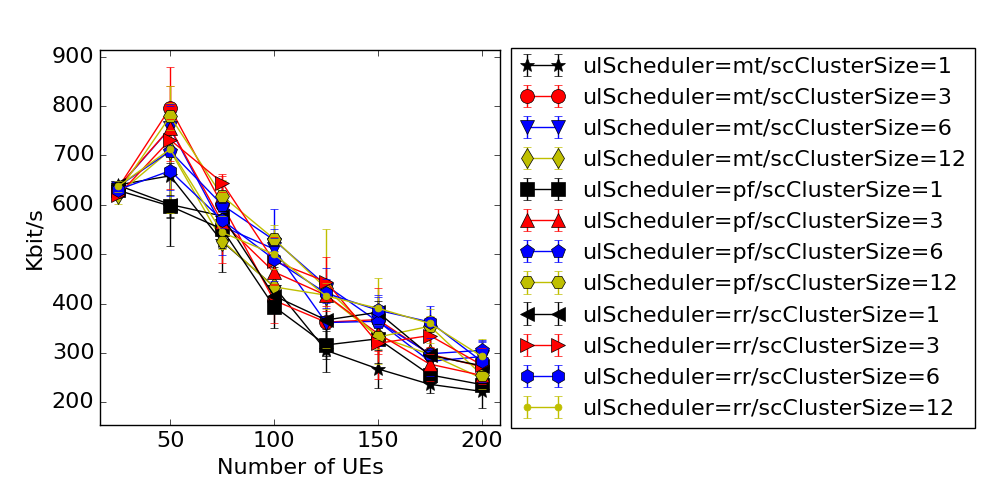 900
800
700
600
500
400
300
200
Kbit/s
50 100 150 200
Number of UEs
ulScheduler=mt/scClusterSize=1
ulScheduler=mt/scClusterSize=3
ulScheduler=mt/scClusterSize=6
ulScheduler=mt/scClusterSize=12
ulScheduler=pf/scClusterSize=1
ulScheduler=pf/scClusterSize=3
ulScheduler=pf/scClusterSize=6
ulScheduler=pf/scClusterSize=12
ulScheduler=rr/scClusterSize=1
ulScheduler=rr/scClusterSize=3
ulScheduler=rr/scClusterSize=6
ulScheduler=rr/scClusterSize=12